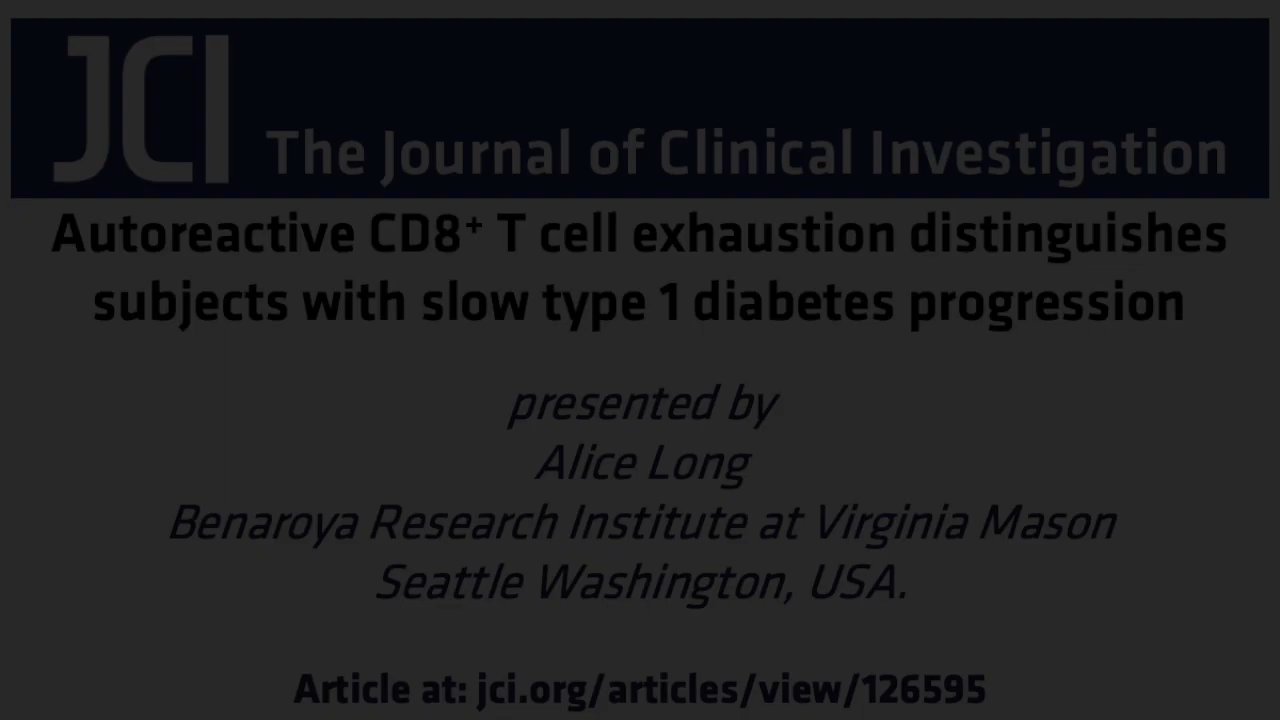 JCI The Journal of Clinical Investigation
Autoreactive CD8⁺ T cell exhaustion distinguishes
subjects with slow type 1 diabetes progression
presented by
Alice Long
Benaroya Research Institute at Virginia Mason
Seattle Washington, USA.
Article at: jci.org/articles/view/126595